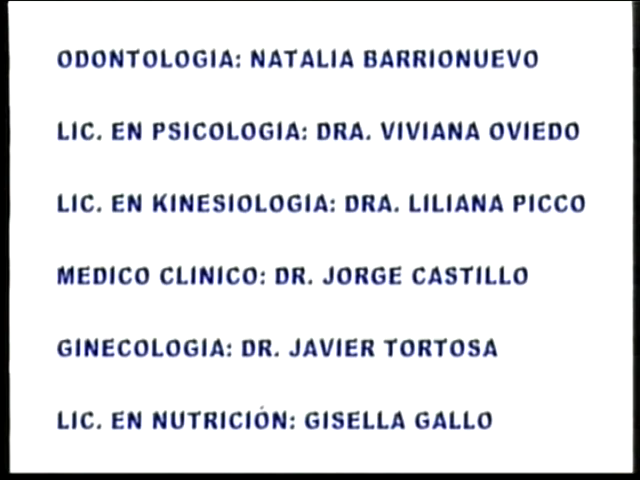 ODONTOLOGIA: NATALIA BARRIONUEVO
LIC. EN PSICOLOGIA: DRA. VIVIANA OVIEDO
LIC. EN KINESIOLOGIA: DRA. LILIANA PICCO
MEDICO CLINICO: DR. JORGE CASTILLO
GINECOLOGIA: DR. JAVIER TORTOSA
LIC. EN NUTRICIÓN: GISELLA GALLO